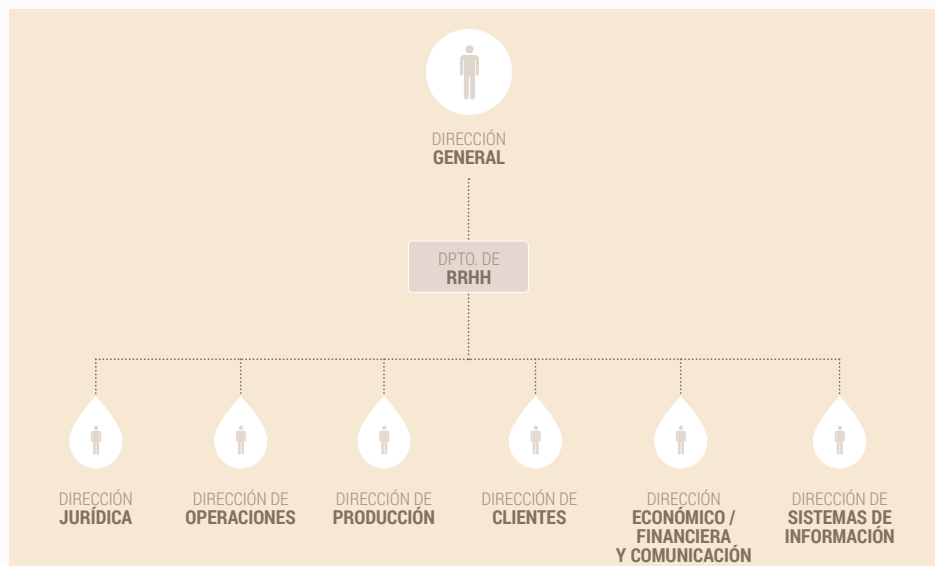 DIRECCIÓN
GENERAL
DPTO. DE
RRHH
DIRECCIÓN
JURÍDICA
DIRECCIÓN DE
OPERACIONES
DIRECCIÓN DE
PRODUCCIÓN
DIRECCIÓN DE
CLIENTES
DIRECCIÓN
ECONÓMICO /
FINANCIERA
Y COMUNICACIÓN
DIRECCIÓN DE
SISTEMAS DE
INFORMACIÓN